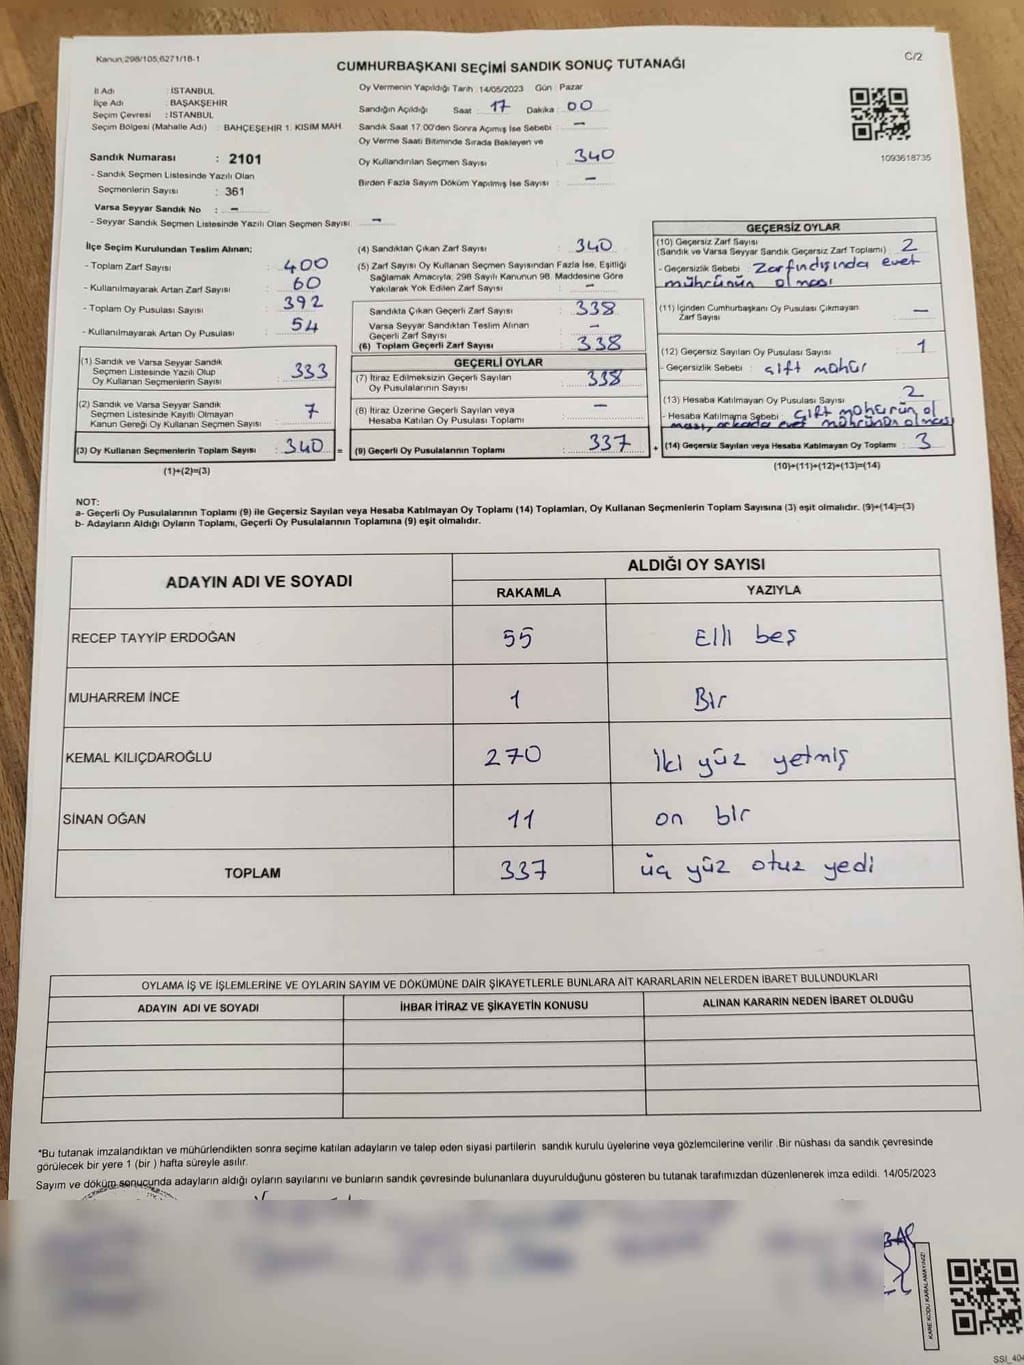 Kanun,298/105,6271/18-1
C/2
CUMHURBAŞKANI SEÇİMİ SANDIK SONUÇ TUTANAĞI
İl Adı : İSTANBUL
İlçe Adı : BAŞAKŞEHİR
Seçim Çevresi : İSTANBUL
Seçim Bölgesi (Mahalle Adı) : BAHÇEŞEHİR 1. KISIM MAH.
Sandık Numarası : 2101
- Sandık Seçmen Listesinde Yazılı Olan
Seçmenlerin Sayısı : 361
Varsa Seyyar Sandık No : -
- Seyyar Sandık Seçmen Listesinde Yazılı Olan Seçmen Sayısı : -
Oy Vermenin Yapıldığı Tarih : 14/05/2023 Gün : Pazar
Sandığın Açıldığı Saat : 17 Dakika : 00
Sandık Saat 17.00'den Sonra Açımış İse Sebebi : -
Oy Verme Saati Bitiminde Sırada Bekleyen ve
Oy Kullandırılan Seçmen Sayısı : 340
Birden Fazla Sayım Döküm Yapılmış İse Sayısı : -
1093618735
İlçe Seçim Kurulundan Teslim Alınan;
- Toplam Zarf Sayısı : 400
- Kullanılmayarak Artan Zarf Sayısı : 60
- Toplam Oy Pusulası Sayısı : 392
- Kullanılmayarak Artan Oy Pusulası : 54
(1) Sandık ve Varsa Seyyar Sandık
Seçmen Listesinde Yazılı Olup
Oy Kullanan Seçmenlerin Sayısı : 333
(2) Sandık ve Varsa Seyyar Sandık
Seçmen Listesinde Kayıtlı Olmayan
Kanun Gereği Oy Kullanan Seçmen Sayısı : 7
(3) Oy Kullanan Seçmenlerin Toplam Sayısı : 340 =
(1)+(2)=(3)
(4) Sandıktan Çıkan Zarf Sayısı : 340
(5) Zarf Sayısı Oy Kullanan Seçmen Sayısından Fazla İse, Eşitliği
Sağlamak Amacıyla, 298 Sayılı Kanunun 98. Maddesine Göre
Yakılarak Yok Edilen Zarf Sayısı : -
Sandıkta Çıkan Geçerli Zarf Sayısı : 338
Varsa Seyyar Sandıktan Teslim Alınan
Geçerli Zarf Sayısı : -
(6) Toplam Geçerli Zarf Sayısı : 338
GEÇERLİ OYLAR
(7) İtiraz Edilmeksizin Geçerli Sayılan
Oy Pusulalarının Sayısı : 338
(8) İtiraz Üzerine Geçerli Sayılan veya
Hesaba Katılan Oy Pusulası Toplamı : -
(9) Geçerli Oy Pusulalarının Toplamı : 337 +
GEÇERSİZ OYLAR
(10) Geçersiz Zarf Sayısı
(Sandık ve Varsa Seyyar Sandık Geçersiz Zarf Toplamı) : 2
- Geçersizlik Sebebi : Zarfındışında evet
mührünün olması
(11) İçinden Cumhurbaşkanı Oy Pusulası Çıkmayan
Zarf Sayısı : -
(12) Geçersiz Sayılan Oy Pusulası Sayısı : 1
- Geçersizlik Sebebi : çift mühür
(13) Hesaba Katılmayan Oy Pusulası Sayısı : 2
- Hesaba Katılmama Sebebi : Çift mührün ol
ması, arkada evet mührünün olması
(14) Geçersiz Sayılan veya Hesaba Katılmayan Oy Toplamı : 3
(10)+(11)+(12)+(13)=(14)
NOT:
a- Geçerli Oy Pusulalarının Toplamı (9) ile Geçersiz Sayılan veya Hesaba Katılmayan Oy Toplamı (14) Toplamları, Oy Kullanan Seçmenlerin Toplam Sayısına (3) eşit olmalıdır. (9)+(14)=(3)
b- Adayların Aldığı Oyların Toplamı, Geçerli Oy Pusulalarının Toplamına (9) eşit olmalıdır.
ADAYIN ADI VE SOYADI
ALDIĞI OY SAYISI
RAKAMLA YAZIYLA
RECEP TAYYİP ERDOĞAN 55 Elli beş
MUHARREM İNCE 1 Bir
KEMAL KILIÇDAROĞLU 270 İki yüz yetmiş
SİNAN OĞAN 11 on bir
TOPLAM 337 üç yüz otuz yedi
OYLAMA İŞ VE İŞLEMLERİNE VE OYLARIN SAYIM VE DÖKÜMÜNE DAİR ŞİKAYETLERLE BUNLARA AİT KARARLARIN NELERDEN İBARET BULUNDUKLARI
ADAYIN ADI VE SOYADI İHBAR İTİRAZ VE ŞİKAYETİN KONUSU ALINAN KARARIN NEDEN İBARET OLDUĞU
*Bu tutanak imzalandıktan ve mühürlendikten sonra seçime katılan adayların ve talep eden siyasi partilerin sandık kurulu üyelerine veya gözlemcilerine verilir .Bir nüshası da sandık çevresinde
görülecek bir yere 1 (bir ) hafta süreyle asılır.
Sayım ve döküm sonucunda adayların aldığı oyların sayılarını ve bunların sandık çevresinde bulunanlara duyurulduğunu gösteren bu tutanak tarafımızdan düzenlenerek imza edildi. 14/05/2023
KARE KODU KARALAMAYINIZ!